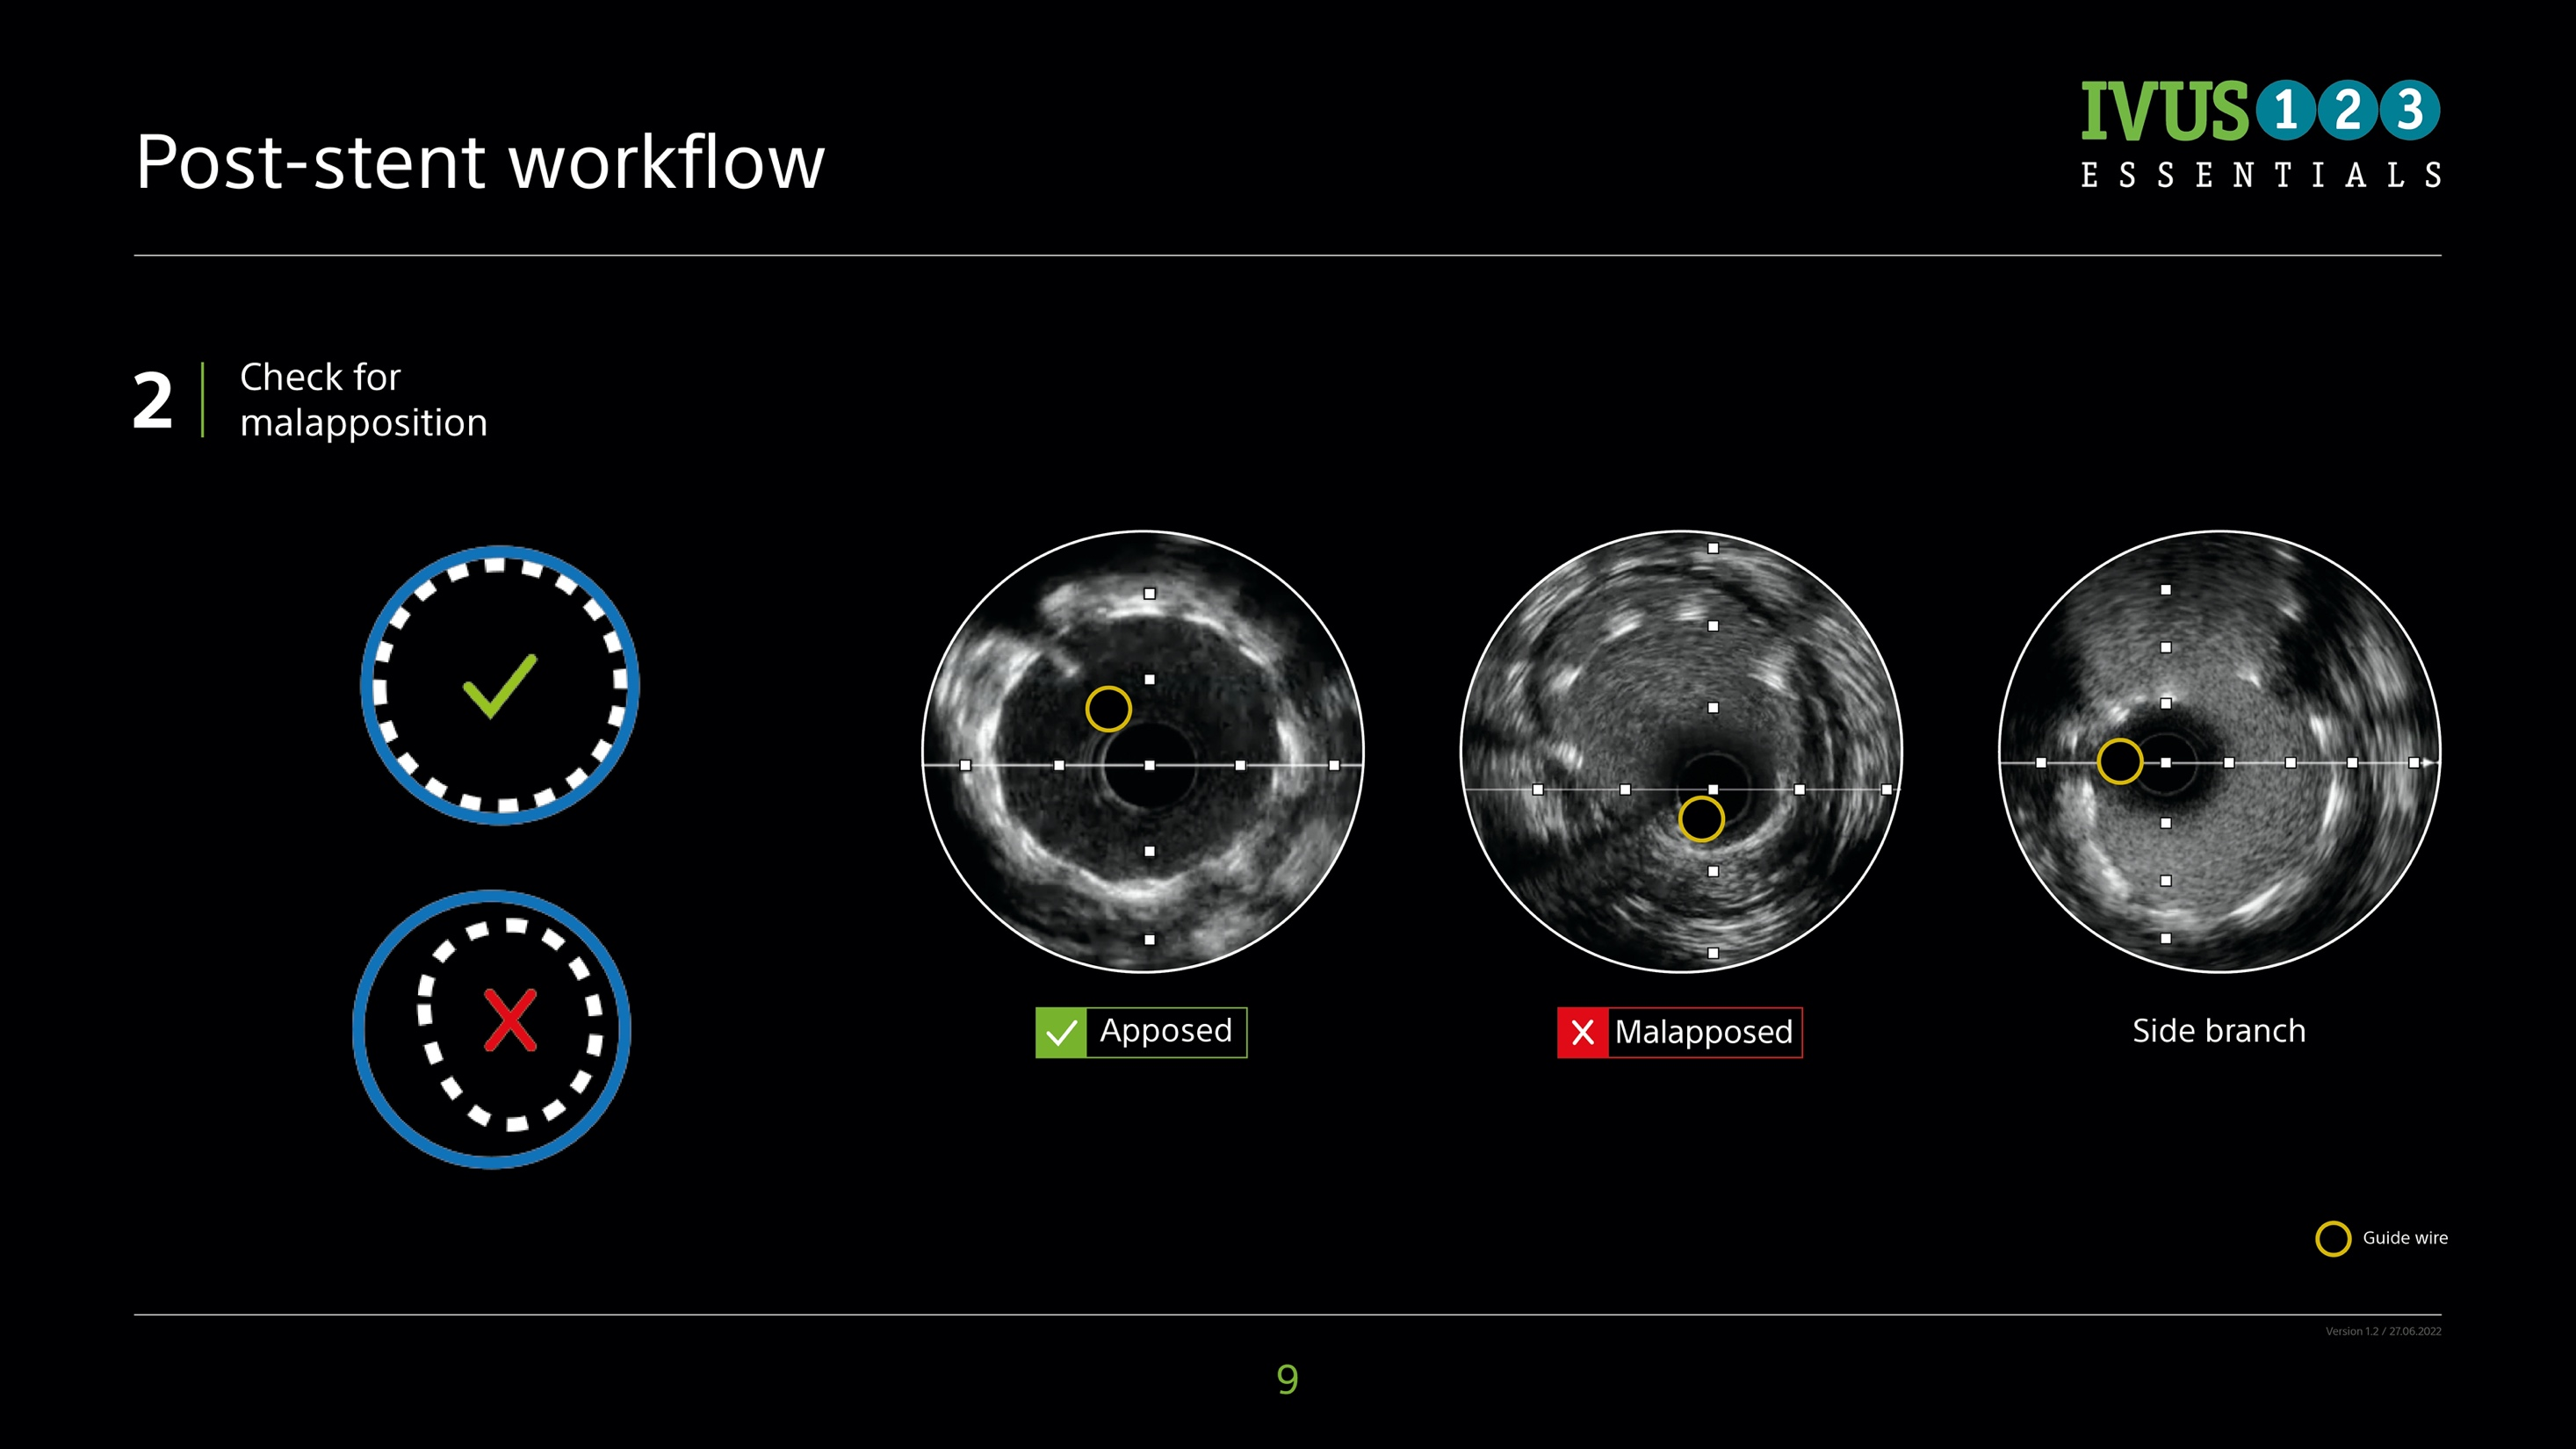 Post-stent workflow
IVUS 1 2 3
ESSENTIALS
2
Check for
malapposition
Apposed
Malapposed
Side branch
Guide wire
Version 1.2 / 27.06.2022
9